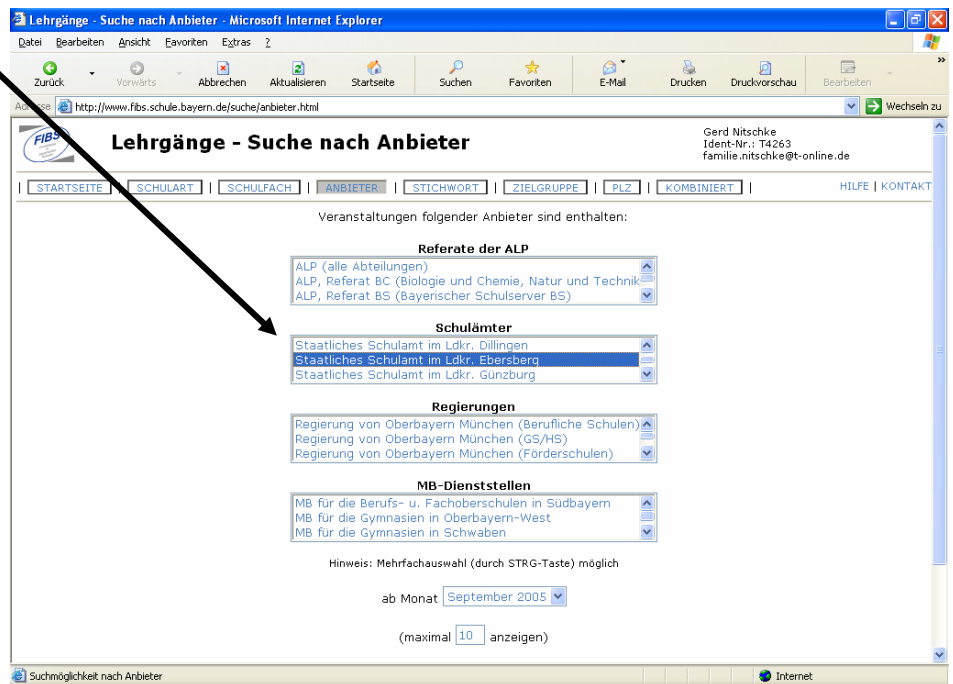 Lehrgänge - Suche nach Anbieter - Microsoft Internet Explorer
Datei Bearbeiten Ansicht Favoriten Extras ?
Zurück Vorwärts Abbrechen Aktualisieren Startseite Suchen Favoriten E-Mail Drucken Druckvorschau Bearbeiten »
http://www.fibs.schule.bayern.de/suche/anbieter.html Wechseln zu
FIBS
Lehrgänge - Suche nach Anbieter
Gerd Nitschke
Ident-Nr.: T4263
familie.nitschke@t-online.de
| STARTSEITE | SCHULART | SCHULFACH | ANBIETER | STICHWORT | ZIELGRUPPE | PLZ | KOMBINIERT | HILFE | KONTAKT
Veranstaltungen folgender Anbieter sind enthalten:
Referate der ALP
ALP (alle Abteilungen)
ALP, Referat BC (Biologie und Chemie, Natur und Technik
ALP, Referat BS (Bayerischer Schulserver BS)
Schulämter
Staatliches Schulamt im Ldkr. Dillingen
Staatliches Schulamt im Ldkr. Ebersberg
Staatliches Schulamt im Ldkr. Günzburg
Regierungen
Regierung von Oberbayern München (Berufliche Schulen)
Regierung von Oberbayern München (GS/HS)
Regierung von Oberbayern München (Förderschulen)
MB-Dienststellen
MB für die Berufs- u. Fachoberschulen in Südbayern
MB für die Gymnasien in Oberbayern-West
MB für die Gymnasien in Schwaben
Hinweis: Mehrfachauswahl (durch STRG-Taste) möglich
ab Monat September 2005
(maximal 10 anzeigen)
Suchmöglichkeit nach Anbieter Internet